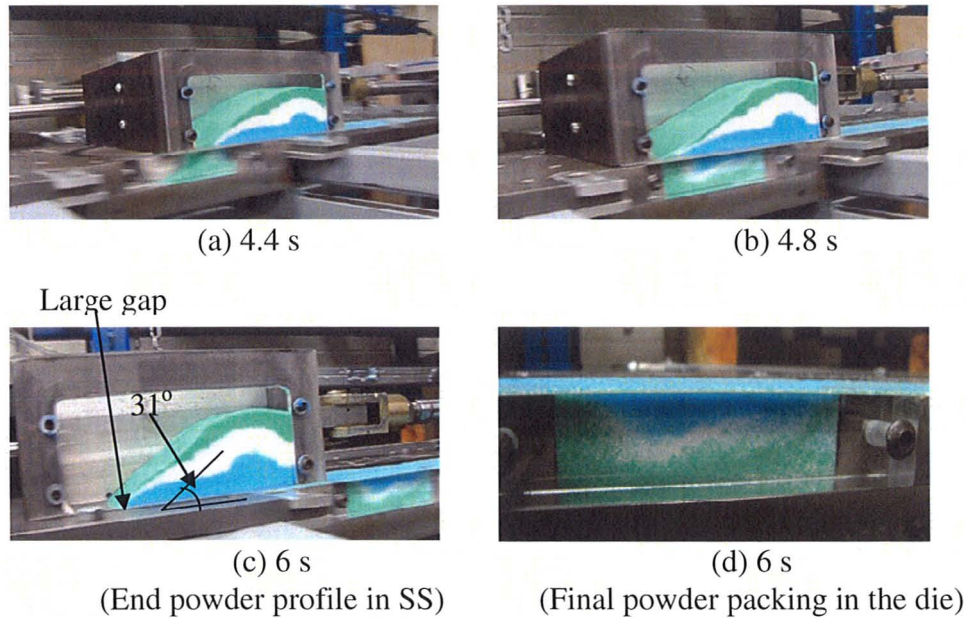 (a) 4.4 s
(b) 4.8 s
Large gap
31º
(c) 6 s
(End powder profile in SS)
(d) 6 s
(Final powder packing in the die)